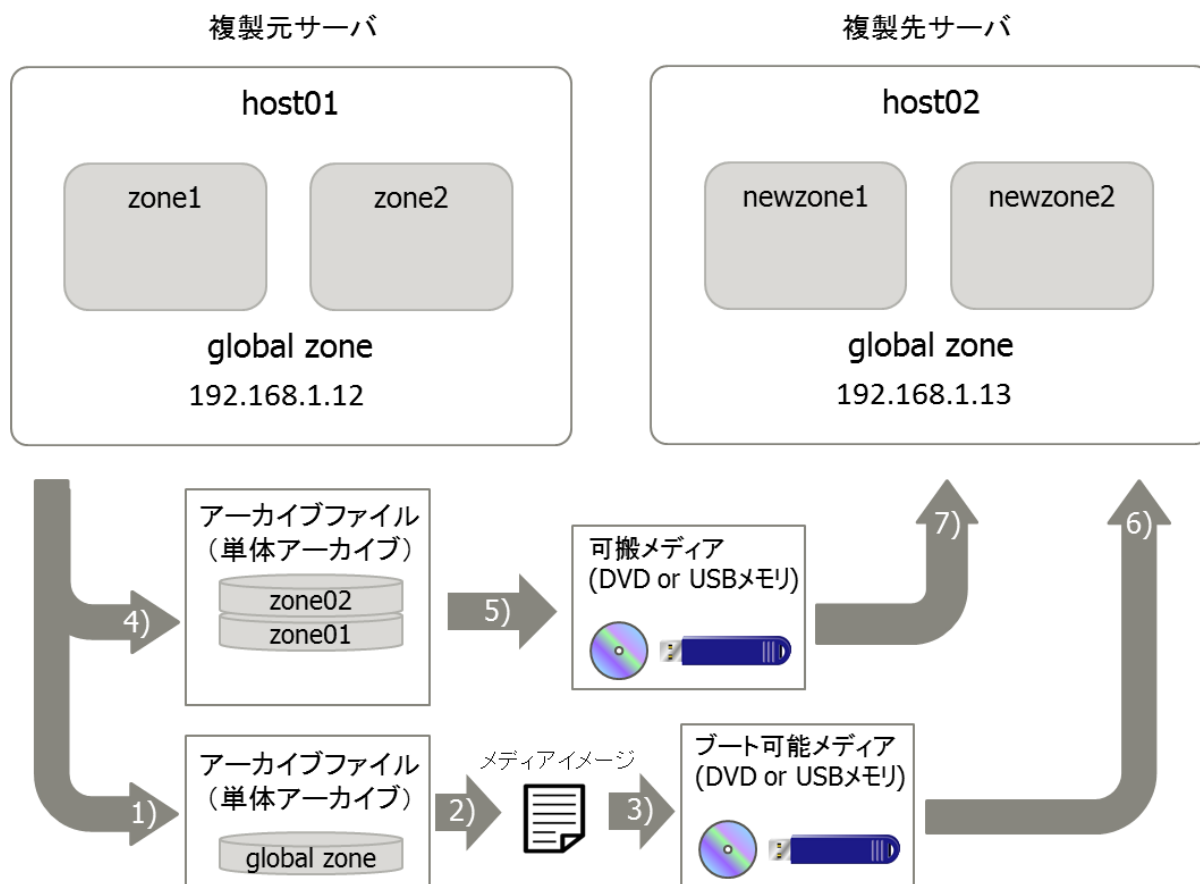 複製元サーバ
複製先サーバ
host01
zone1
zone2
global zone
192.168.1.12
host02
newzone1
newzone2
global zone
192.168.1.13
4)
アーカイブファイル
（単体アーカイブ）
zone02
zone01
5)
可搬メディア
(DVD or USBメモリ)
7)
6)
1)
アーカイブファイル
（単体アーカイブ）
global zone
2)
メディアイメージ
3)
ブート可能メディア
(DVD or USBメモリ)